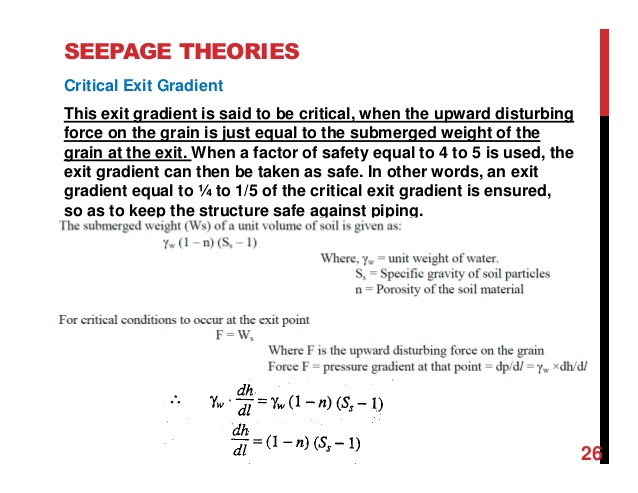 SEEPAGE THEORIES
Critical Exit Gradient
This exit gradient is said to be critical, when the upward disturbing
force on the grain is just equal to the submerged weight of the
grain at the exit. When a factor of safety equal to 4 to 5 is used, the
exit gradient can then be taken as safe. In other words, an exit
gradient equal to ¼ to 1/5 of the critical exit gradient is ensured,
so as to keep the structure safe against piping.
The submerged weight (Ws) of a unit volume of soil is given as:
γw (1 – n) (Ss – 1)
Where, γw = unit weight of water.
Ss = Specific gravity of soil particles
n = Porosity of the soil material
For critical conditions to occur at the exit point
F = Ws
Where F is the upward disturbing force on the grain
Force F = pressure gradient at that point = dp/dl = γw ×dh/dl
∴ γw · dh/dl = γw (1 – n) (Ss – 1)
dh/dl = (1 – n) (Ss – 1)
26